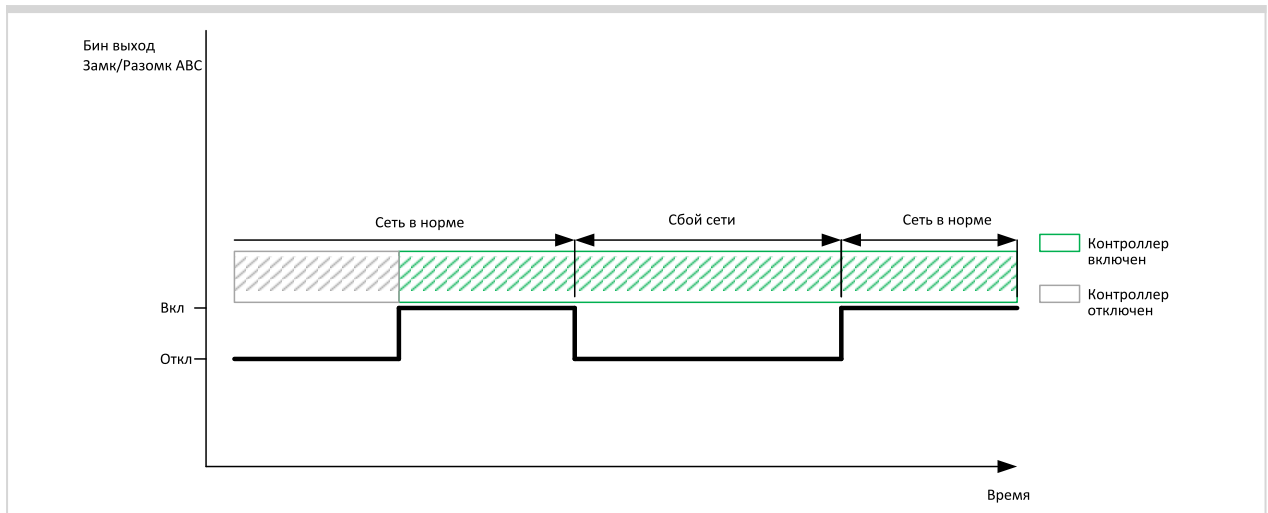 Бин выход
Замк/Разомк АВС
Сеть в норме
Сбой сети
Сеть в норме
Контроллер
включен
Контроллер
отключен
Вкл
Откл
Время